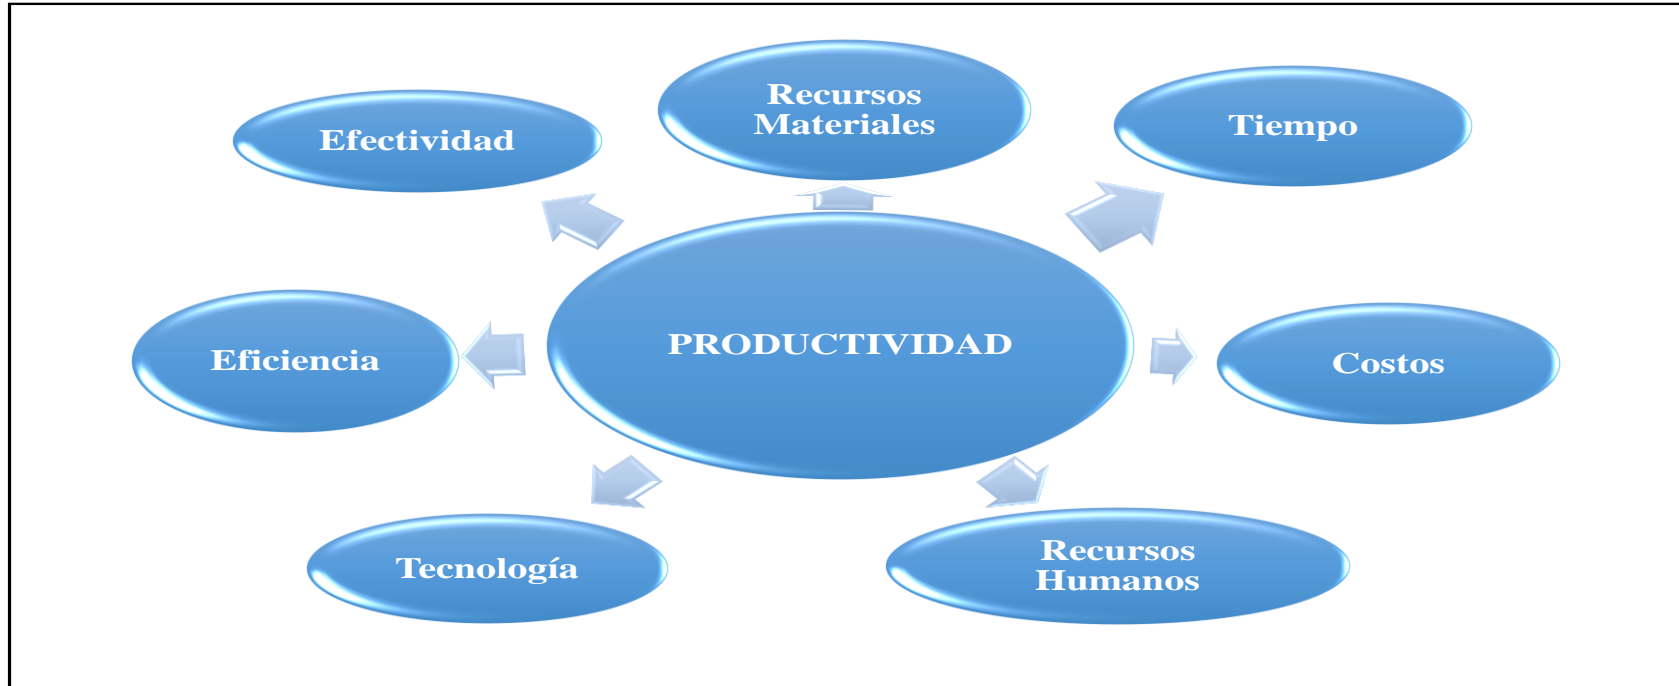 Recursos
Materiales
Tiempo
Efectividad
PRODUCTIVIDAD
Eficiencia
Costos
Tecnología
Recursos
Humanos